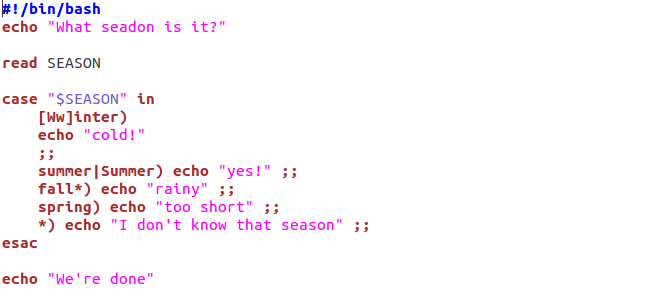 #!/bin/bash
echo "What seadon is it?"
read SEASON
case "$SEASON" in
[Ww]inter)
echo "cold!"
;;
summer|Summer) echo "yes!" ;;
fall*) echo "rainy" ;;
spring) echo "too short" ;;
*) echo "I don't know that season" ;;
esac
echo "We're done"